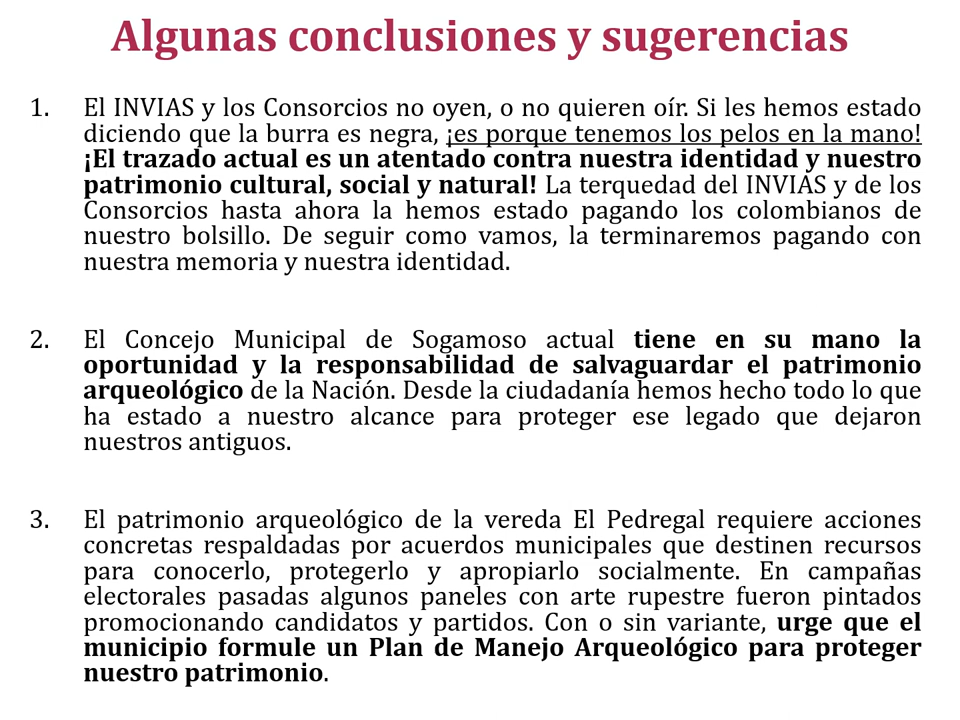 Algunas conclusiones y sugerencias
1. El INVIAS y los Consorcios no oyen, o no quieren oír. Si les hemos estado
diciendo que la burra es negra, ¡es porque tenemos los pelos en la mano!
¡El trazado actual es un atentado contra nuestra identidad y nuestro
patrimonio cultural, social y natural! La terquedad del INVIAS y de los
Consorcios hasta ahora la hemos estado pagando los colombianos de
nuestro bolsillo. De seguir como vamos, la terminaremos pagando con
nuestra memoria y nuestra identidad.
2. El Concejo Municipal de Sogamoso actual tiene en su mano la
oportunidad y la responsabilidad de salvaguardar el patrimonio
arqueológico de la Nación. Desde la ciudadanía hemos hecho todo lo que
ha estado a nuestro alcance para proteger ese legado que dejaron
nuestros antiguos.
3. El patrimonio arqueológico de la vereda El Pedregal requiere acciones
concretas respaldadas por acuerdos municipales que destinen recursos
para conocerlo, protegerlo y apropiarlo socialmente. En campañas
electorales pasadas algunos paneles con arte rupestre fueron pintados
promocionando candidatos y partidos. Con o sin variante, urge que el
municipio formule un Plan de Manejo Arqueológico para proteger
nuestro patrimonio.